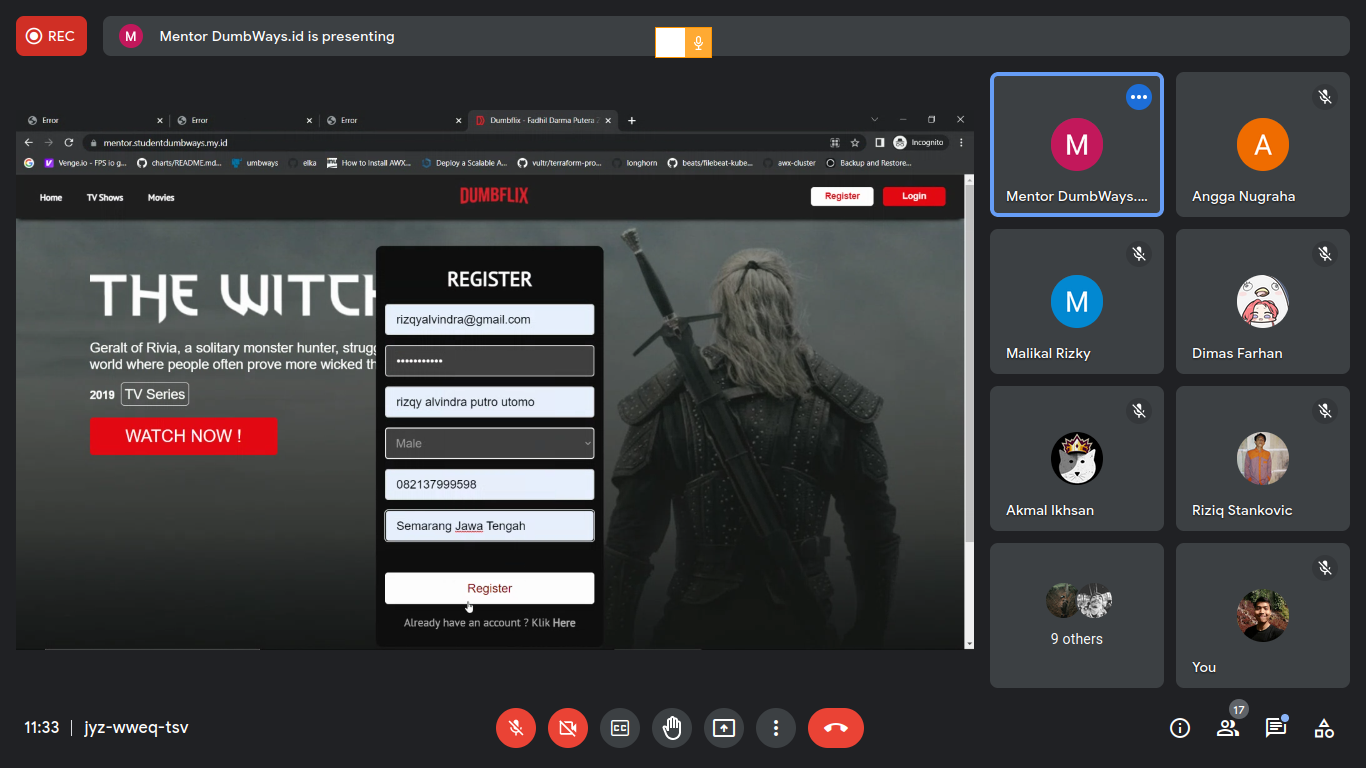 REC
M
Mentor DumbWays.id is presenting
Error
Error
Error
Dumbflix - Fadhil Darma Putera
mentor.studentdumbways.my.id
Incognito
Venge.io - FPS io g...
charts/README.md...
umbways
elka
How to Install AWX...
Deploy a Scalable A...
vultr/terraform-pro...
longhorn
beats/filebeat-kube...
awx-cluster
Backup and Restore...
Home
TV Shows
Movies
DUMBFLIX
Register
Login
THE WITCH
Geralt of Rivia, a solitary monster hunter, strugg
world where people often prove more wicked th
2019
TV Series
WATCH NOW !
REGISTER
rizqyalvindra@gmail.com
•••••••••••
rizqy alvindra putro utomo
Male
082137999598
Semarang Jawa Tengah
Register
Already have an account ? Klik Here
M
Mentor DumbWays....
A
Angga Nugraha
M
Malikal Rizky
Dimas Farhan
Akmal Ikhsan
Riziq Stankovic
9 others
You
11:33
jyz-wweq-tsv
17